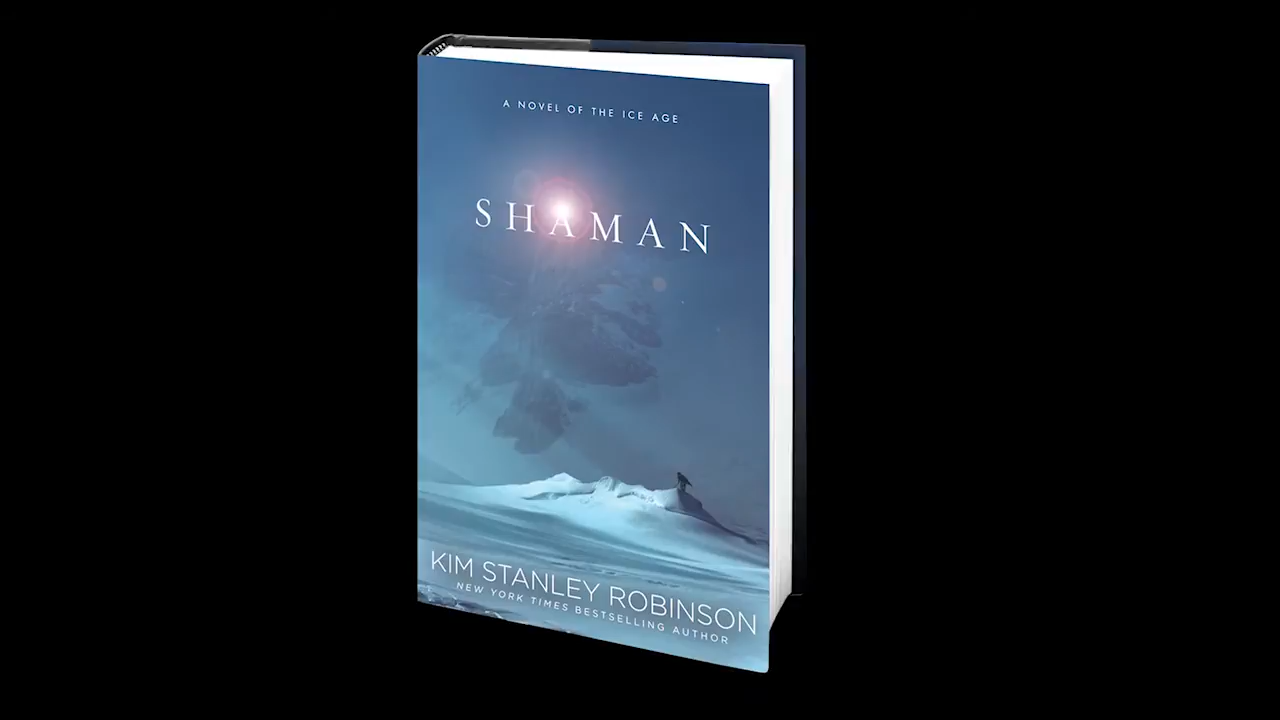 A NOVEL OF THE ICE AGE
SHAMAN
KIM STANLEY ROBINSON
NEW YORK TIMES BESTSELLING AUTHOR